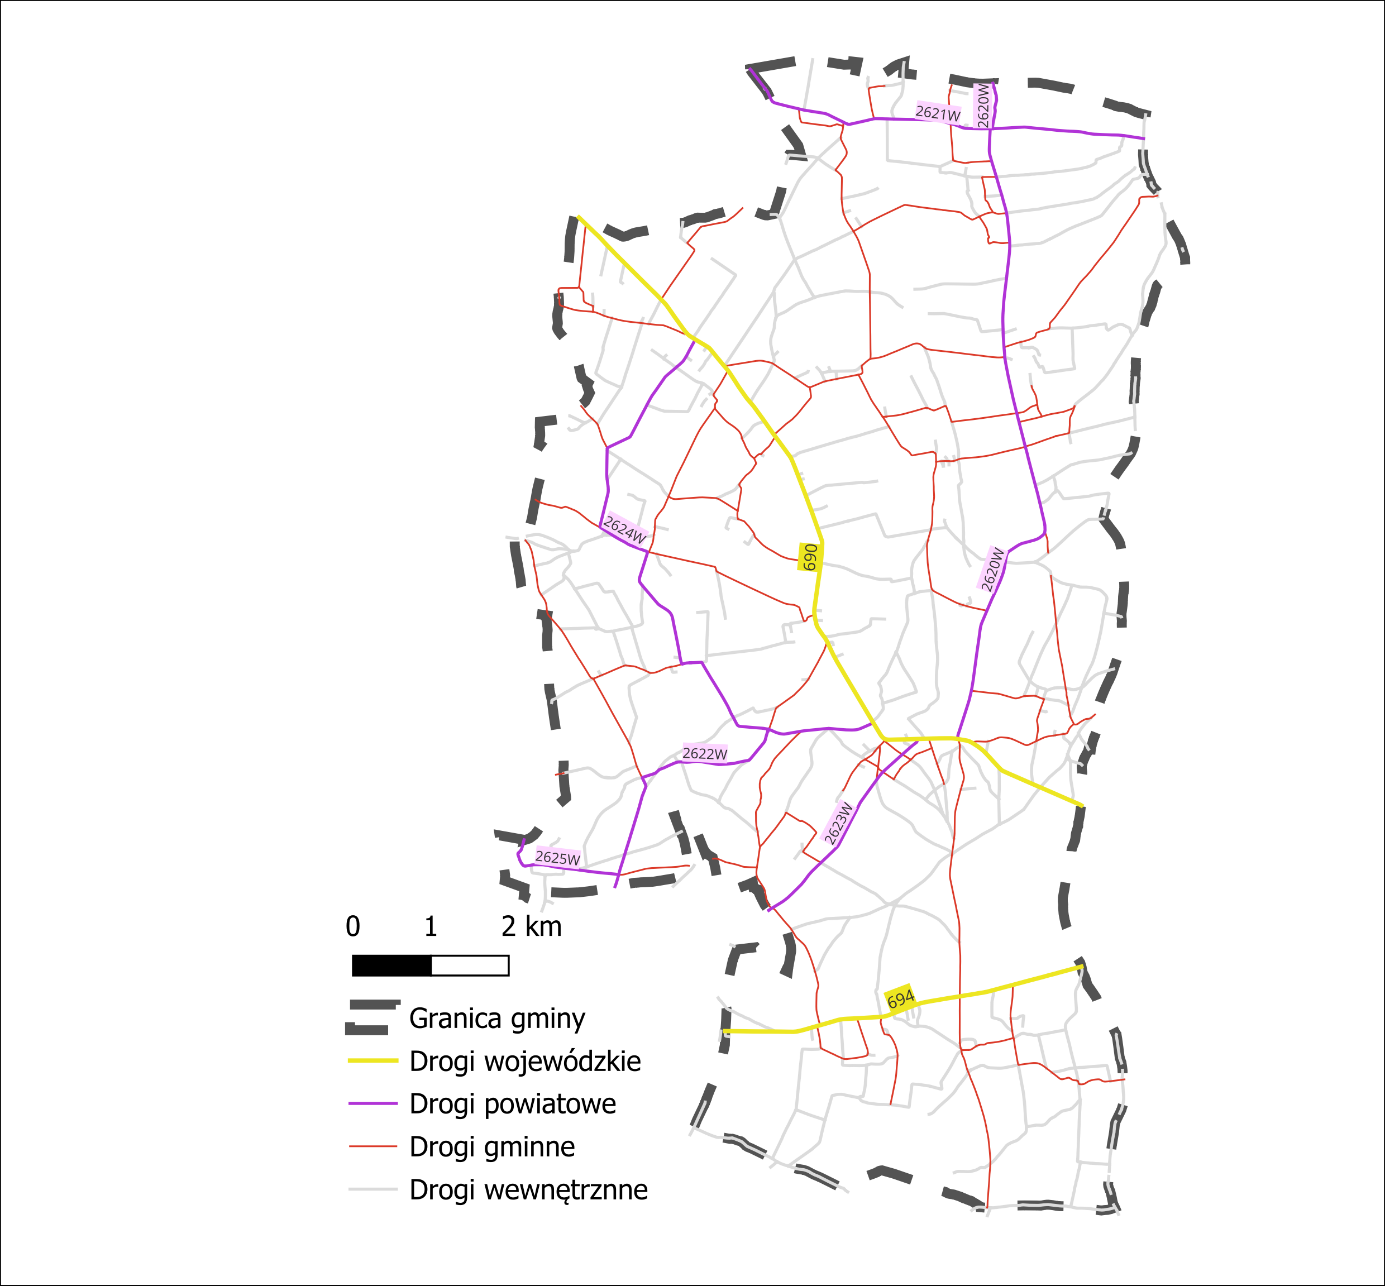 2621W
2620W
2624W
690
2620W
2622W
2623W
2625W
0 1 2 km
694
Granica gminy
Drogi wojewódzkie
Drogi powiatowe
Drogi gminne
Drogi wewnętrznne